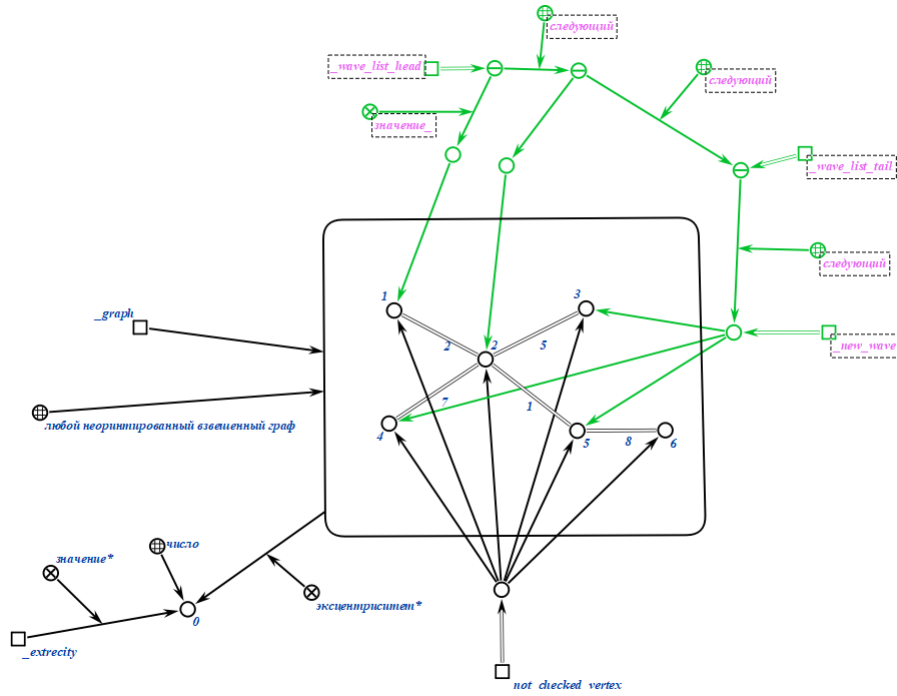 следующий
_wave_list_head
следующий
значение_
_wave_list_tail
следующий
1
3
_graph
2
2
5
_new_wave
7
1
любой неоринтированный взвешенный граф
4
5
8
6
число
значение*
эксцентриситет*
0
_extrecity
not_checked_vertex